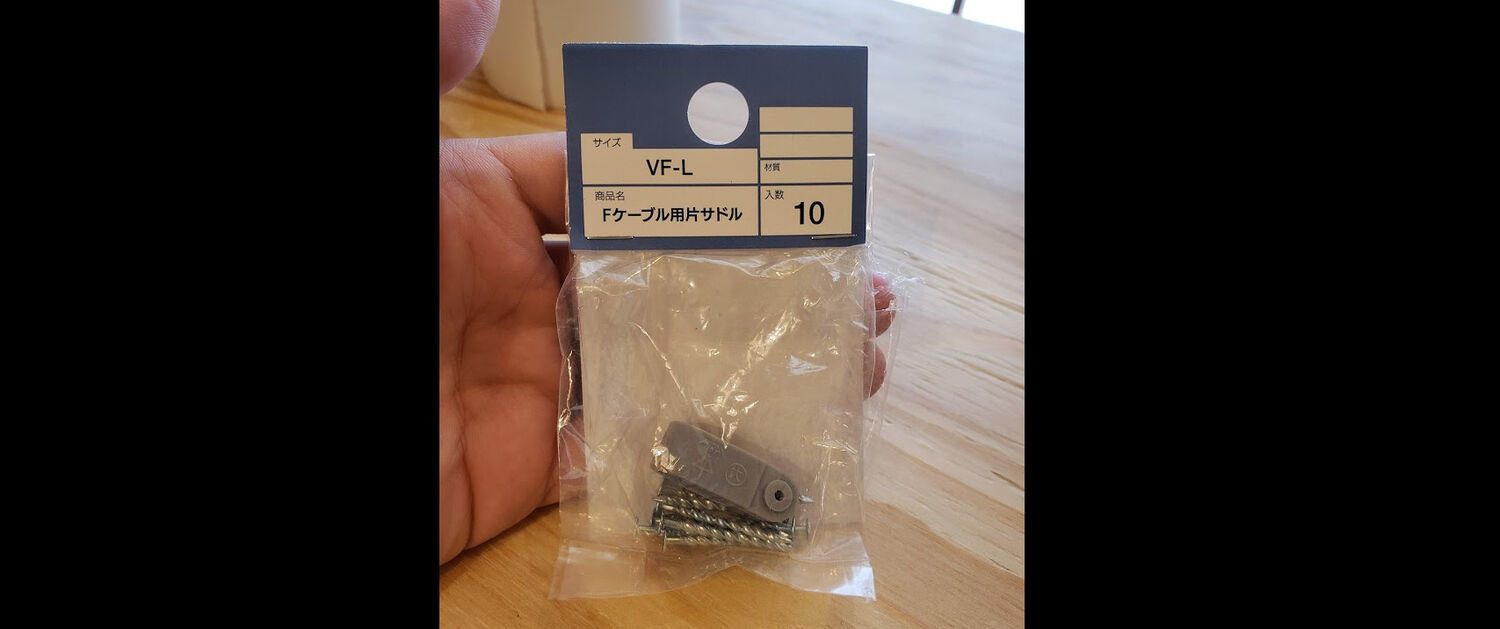 サイズ
VF-L
材質
商品名
Fケーブル用片サドル
入数
10